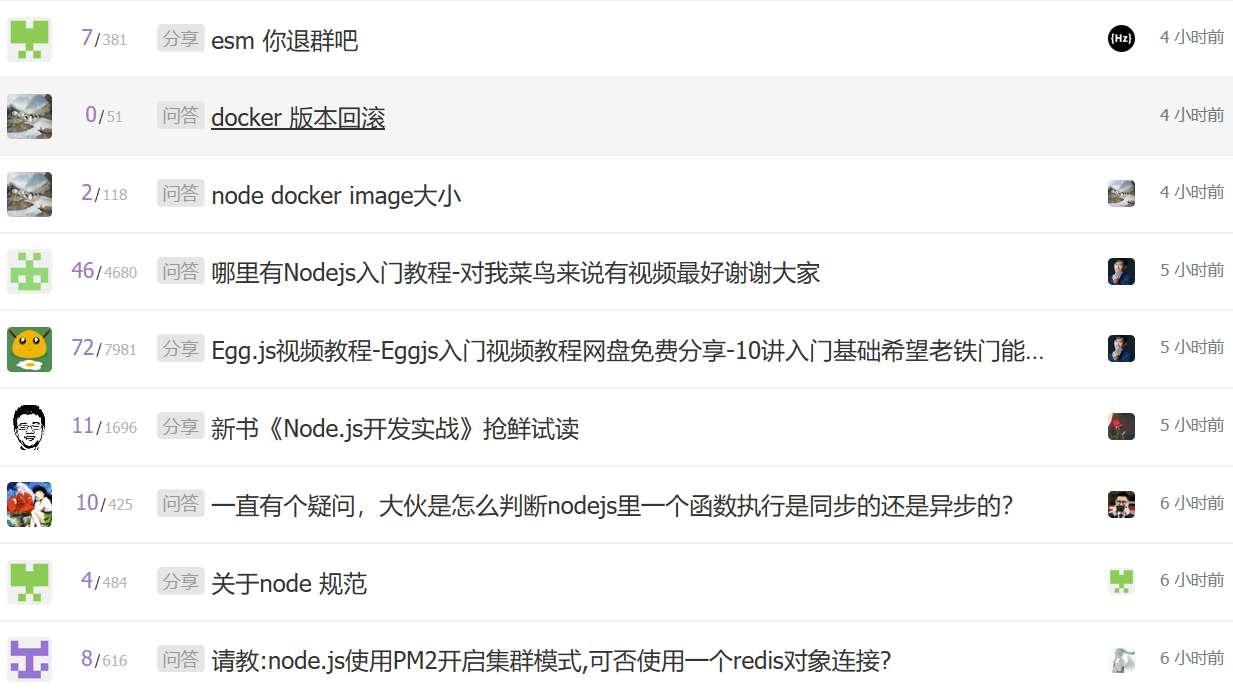 7/381 分享 esm 你退群吧 {Hz} 4 小时前
0/51 问答 docker 版本回滚 4 小时前
2/118 问答 node docker image大小 4 小时前
46/4680 问答 哪里有Nodejs入门教程-对我菜鸟来说有视频最好谢谢大家 5 小时前
72/7981 分享 Egg.js视频教程-Eggjs入门视频教程网盘免费分享-10讲入门基础希望老铁门能... 5 小时前
11/1696 分享 新书《Node.js开发实战》抢鲜试读 5 小时前
10/425 问答 一直有个疑问，大伙是怎么判断nodejs里一个函数执行是同步的还是异步的? 6 小时前
4/484 分享 关于node 规范 6 小时前
8/616 问答 请教:node.js使用PM2开启集群模式,可否使用一个redis对象连接? 6 小时前